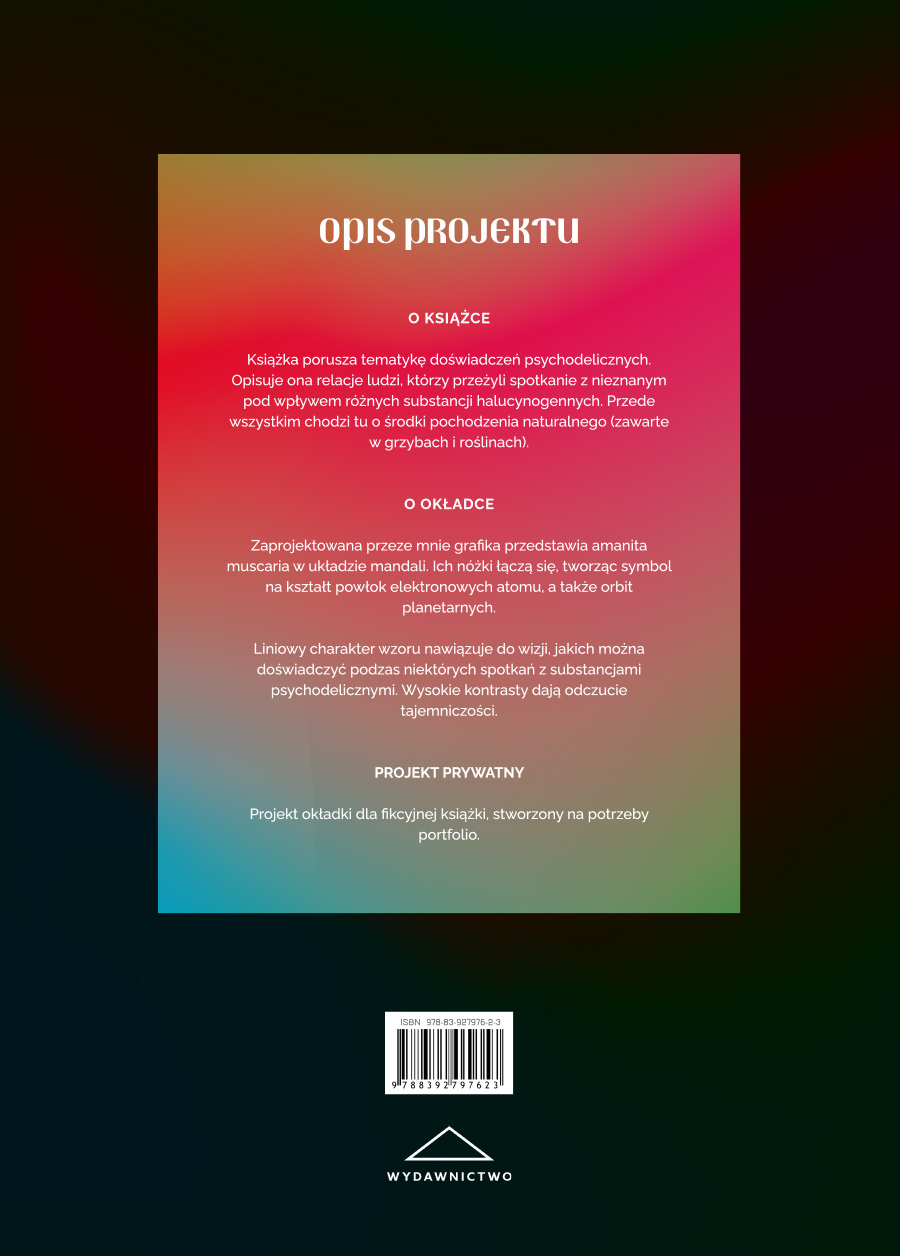 OPIS PROJEKTU
O KSIĄŻCE
Książka porusza tematykę doświadczeń psychodelicznych.
Opisuje ona relacje ludzi, którzy przeżyli spotkanie z nieznanym
pod wpływem różnych substancji halucynogennych. Przede
wszystkim chodzi tu o środki pochodzenia naturalnego (zawarte
w grzybach i roślinach).
O OKŁADCE
Zaprojektowana przeze mnie grafika przedstawia amanita
muscaria w układzie mandali. Ich nóżki łączą się, tworząc symbol
na kształt powłok elektronowych atomu, a także orbit
planetarnych.
Liniowy charakter wzoru nawiązuje do wizji, jakich można
doświadczyć podzas niektórych spotkań z substancjami
psychodelicznymi. Wysokie kontrasty dają odczucie
tajemniczości.
PROJEKT PRYWATNY
Projekt okładki dla fikcyjnej książki, stworzony na potrzeby
portfolio.
ISBN 978-83-927976-2-3
9 788392 797623
WYDAWNICTWO